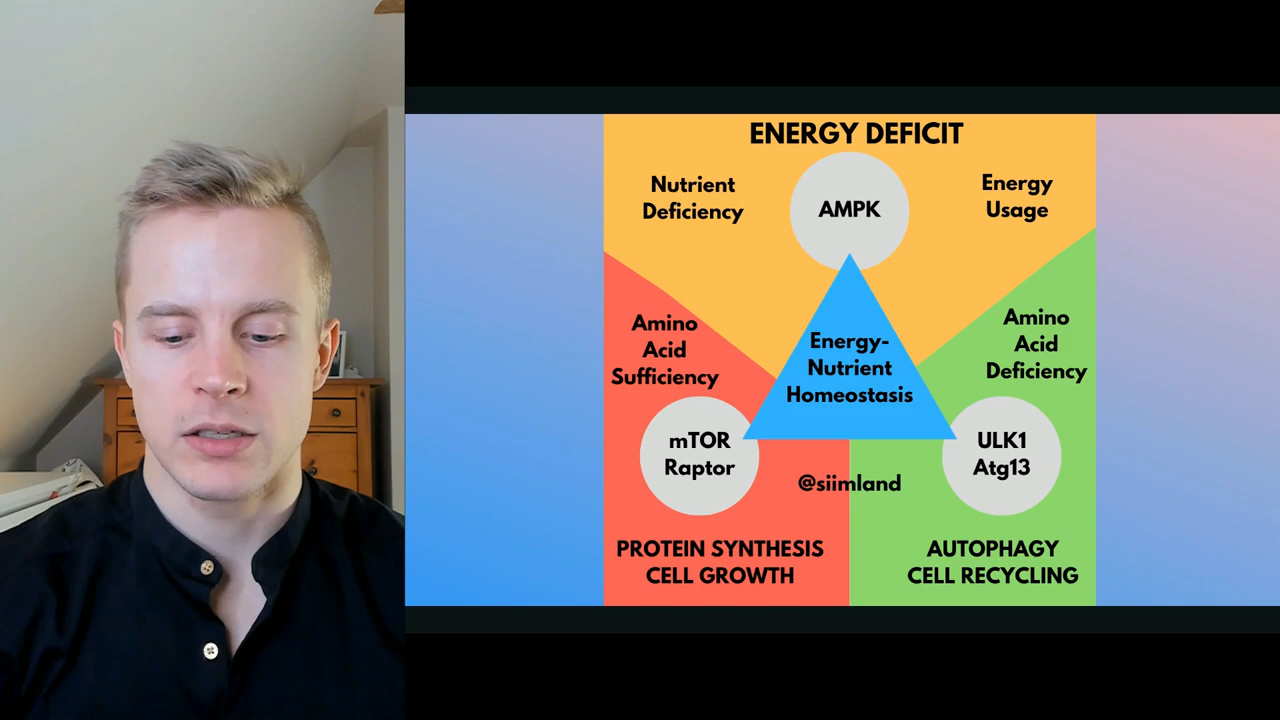 ENERGY DEFICIT
Nutrient
Deficiency
AMPK
Energy
Usage
Amino
Acid
Sufficiency
Energy-
Nutrient
Homeostasis
Amino
Acid
Deficiency
mTOR
Raptor
ULK1
Atg13
@siimland
PROTEIN SYNTHESIS
CELL GROWTH
AUTOPHAGY
CELL RECYCLING